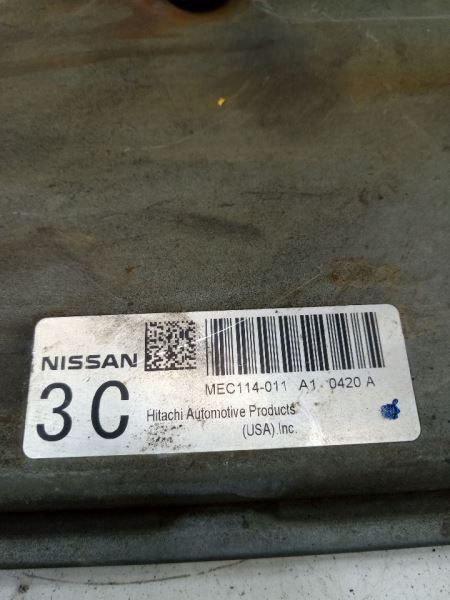 NISSAN
3C
MEC114-011 A1 0420 A
Hitachi Automotive Products
(USA).Inc.